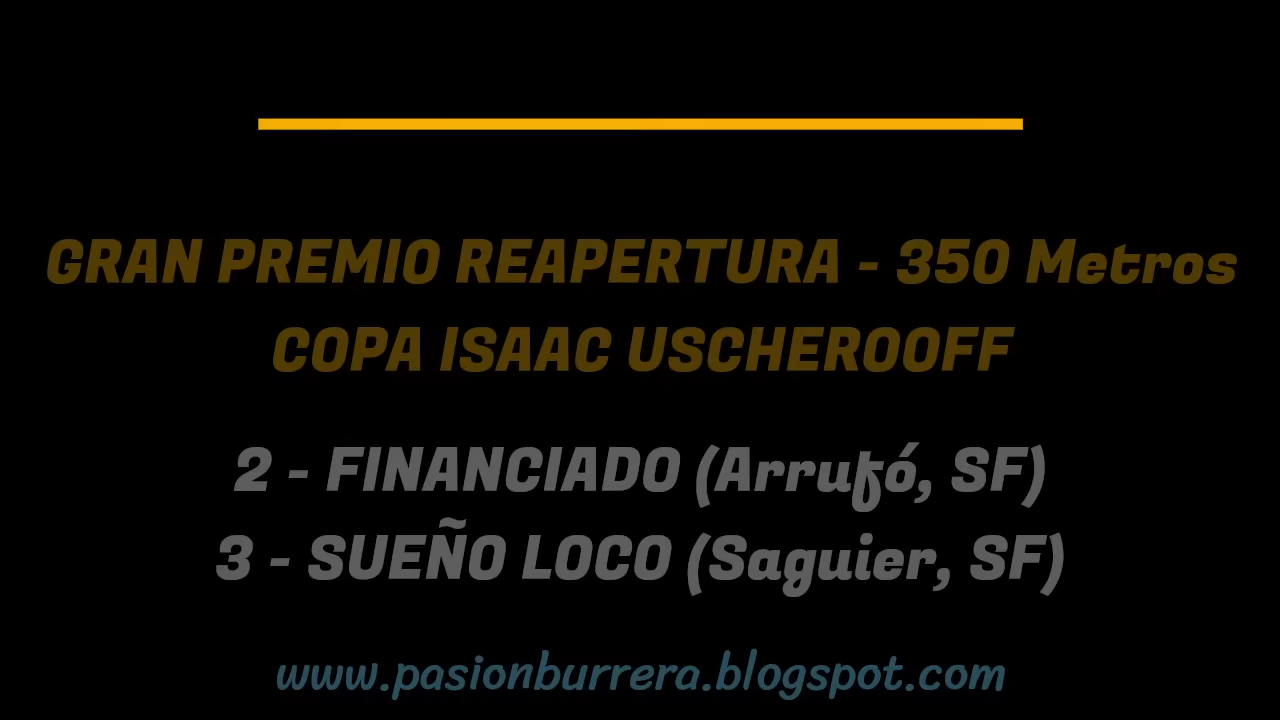 GRAN PREMIO REAPERTURA - 350 Metros
COPA ISAAC USCHEROOFF
2 - FINANCIADO (Arrufó, SF)
3 - SUEÑO LOCO (Saguier, SF)
www.pasionburrera.blogspot.com